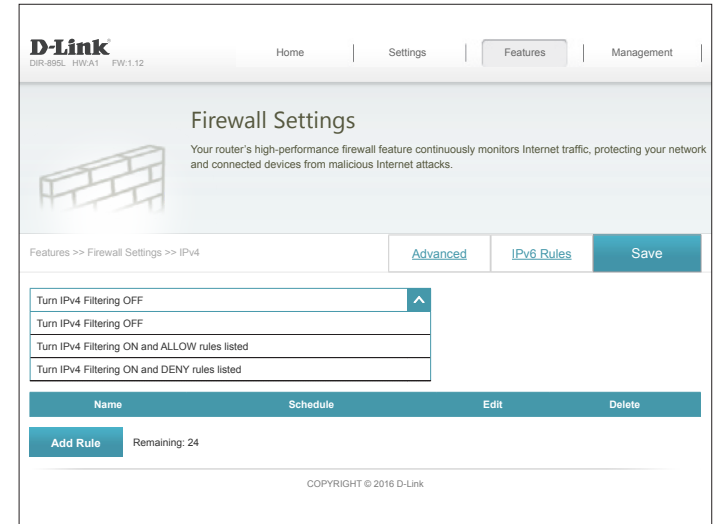 D-Link
DIR-895L HW:A1 FW:1.12
Home
Settings
Features
Management
Firewall Settings
Your router’s high-performance firewall feature continuously monitors Internet traffic, protecting your network
and connected devices from malicious Internet attacks.
Features >> Firewall Settings >> IPv4
Advanced
IPv6 Rules
Save
Turn IPv4 Filtering OFF
Turn IPv4 Filtering OFF
Turn IPv4 Filtering ON and ALLOW rules listed
Turn IPv4 Filtering ON and DENY rules listed
Name Schedule Edit Delete
Add Rule Remaining: 24
COPYRIGHT © 2016 D-Link